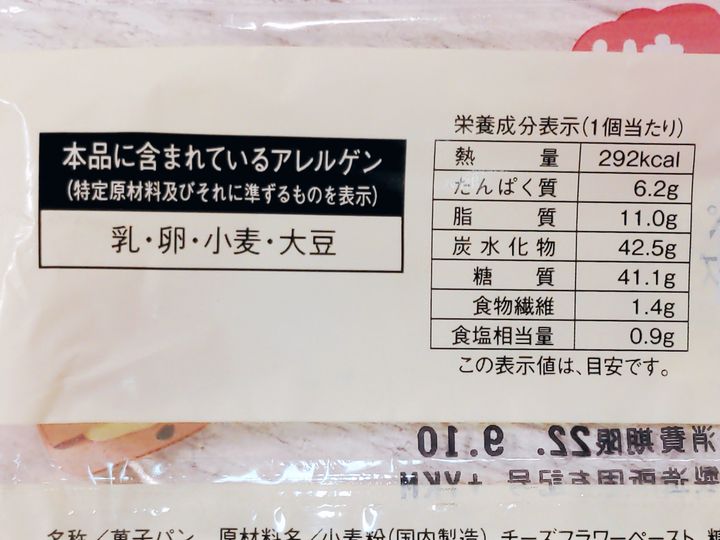 本品に含まれているアレルゲン
(特定原材料及びそれに準ずるものを表示)
乳・卵・小麦・大豆
栄養成分表示(1個当たり)
熱量 292kcal
たんぱく質 6.2g
脂質 11.0g
炭水化物 42.5g
糖質 41.1g
食物繊維 1.4g
食塩相当量 0.9g
この表示値は、目安です。
消費期限22. 9.10
名称/菓子パン 原材料名/小麦粉(国内製造)、チーズフラワーペースト、糖